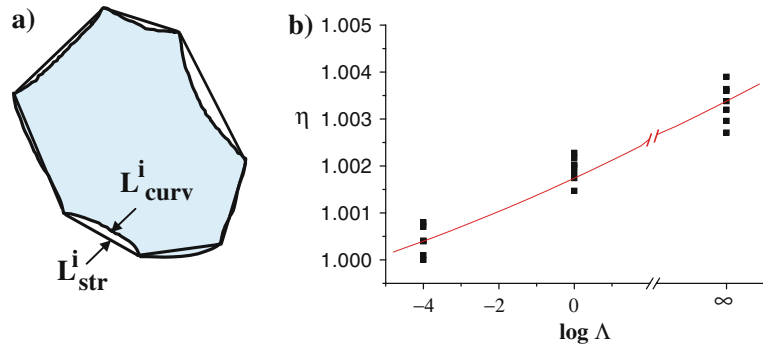 a)
L^i_curv
L^i_str
b)
η
1.005
1.004
1.003
1.002
1.001
1.000
−4 −2 0 ∞
log Λ